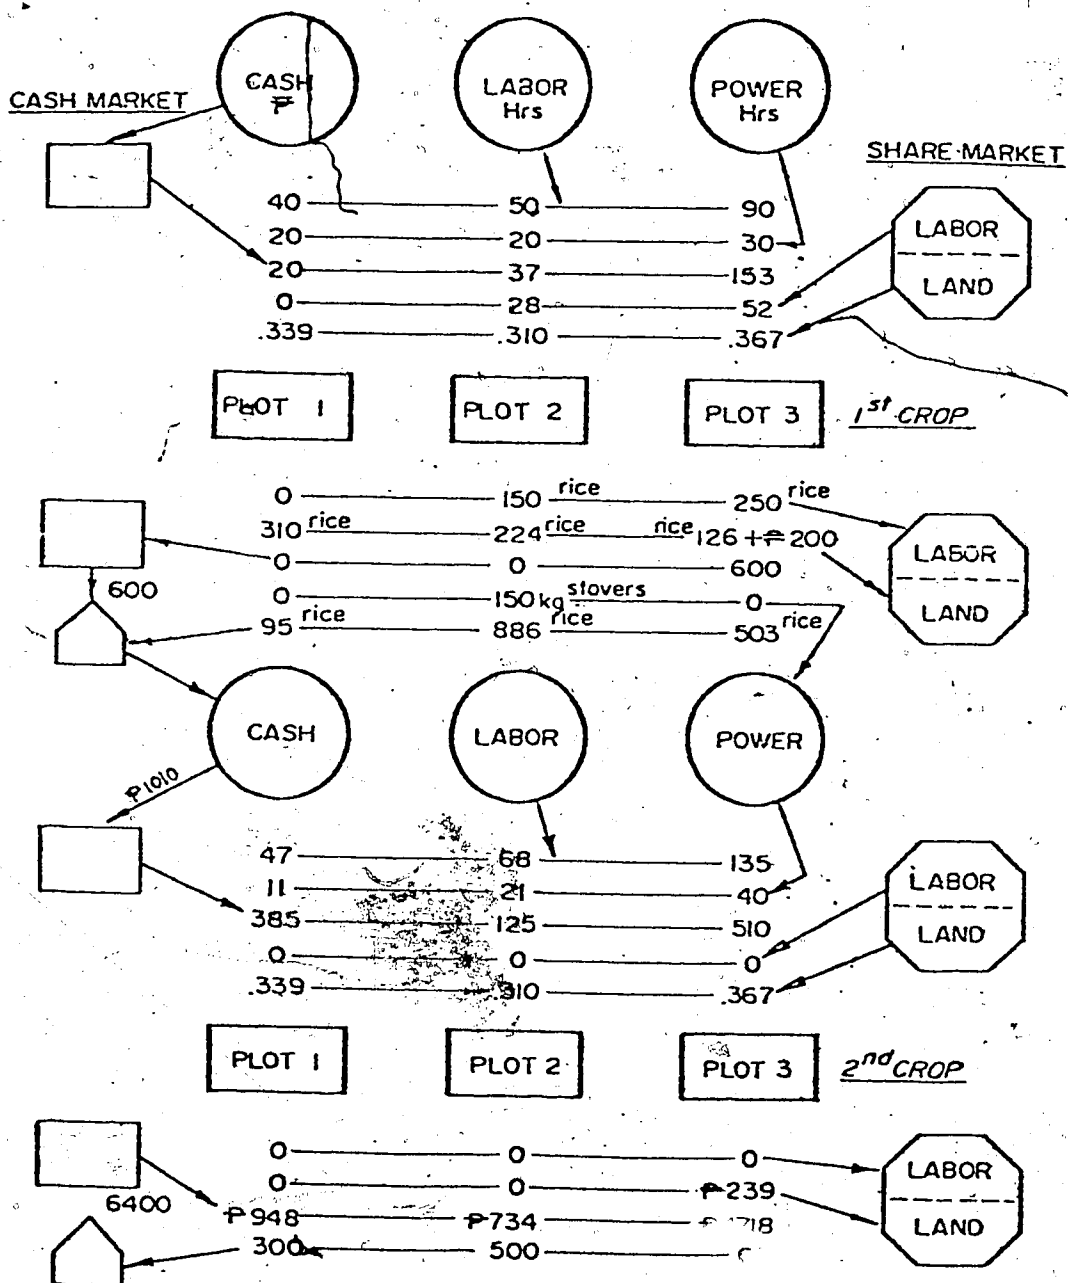 CASH
₱
LABOR
Hrs
POWER
Hrs
CASH MARKET
SHARE MARKET
40 50 90
20 20 30
20 37 153
0 28 52
.339 .310 .367
LABOR
LAND
PLOT 1 PLOT 2 PLOT 3 1st CROP
0 150 rice 250 rice
310 rice 224 rice rice 126 + ₱200
0 0 600
0 150 kg stovers 0
95 rice 886 rice 503 rice
LABOR
LAND
600
CASH LABOR POWER
₱1010
47 68 135
11 21 40
385 125 510
0 0 0
.339 .310 .367
LABOR
LAND
PLOT 1 PLOT 2 PLOT 3 2nd CROP
0 0 0
0 0 ₱239
6400
₱948 ₱734
300 500
LABOR
LAND